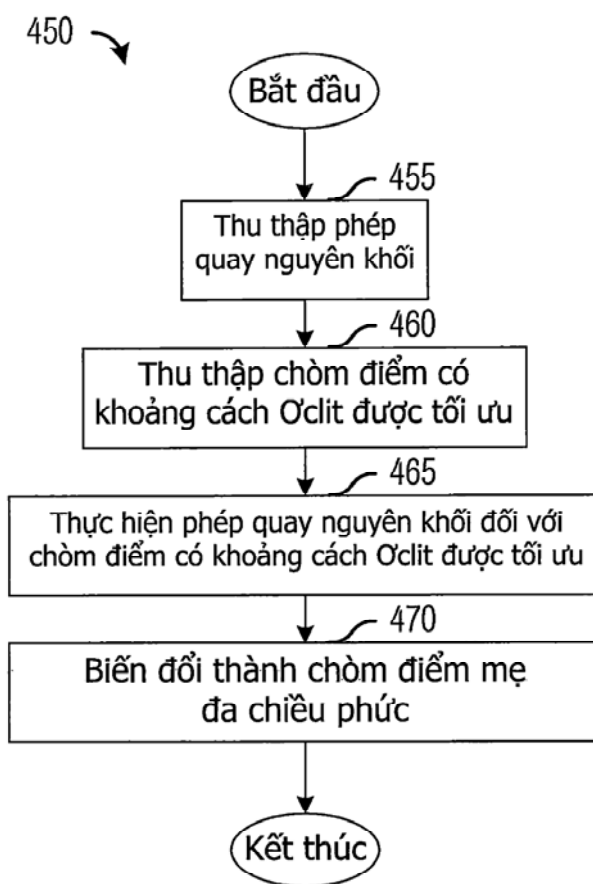 450
Bắt đầu
455
Thu thập phép
quay nguyên khối
460
Thu thập chòm điểm có
khoảng cách Ơclit được tối ưu
465
Thực hiện phép quay nguyên khối đối với
chòm điểm có khoảng cách Ơclit được tối ưu
470
Biến đổi thành chòm điểm mẹ
đa chiều phức
Kết thúc